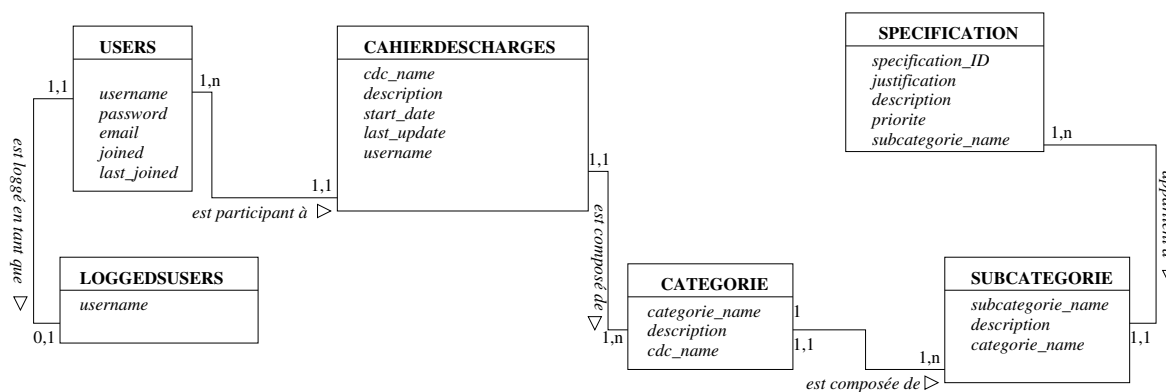 USERS
username
password
email
joined
last_joined
1,1
1,n
est loggé en tant que
0,1
LOGGEDSUSERS
username
est participant à
1,1
CAHIERDESCHARGES
cdc_name
description
start_date
last_update
username
1,1
est composé de
1,n
CATEGORIE
categorie_name
description
cdc_name
1
1,1
est composée de
1,n
SPECIFICATION
specification_ID
justification
description
priorite
subcategorie_name
1,n
SUBCATEGORIE
subcategorie_name
description
categorie_name
1,1